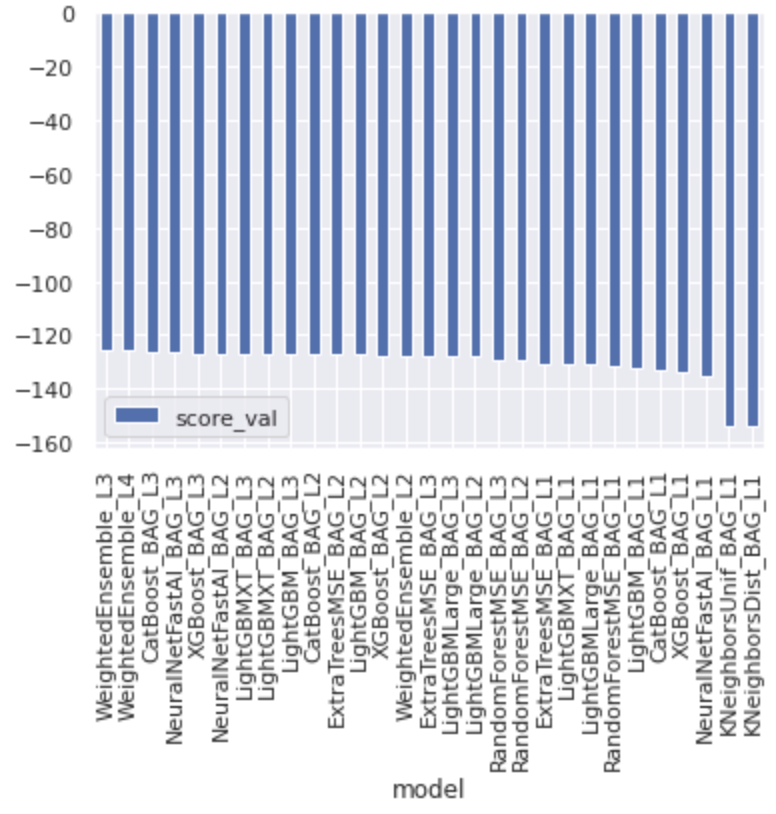 0
−20
−40
−60
−80
−100
−120
−140
−160
score_val
WeightedEnsemble_L3
WeightedEnsemble_L4
CatBoost_BAG_L3
NeuralNetFastAI_BAG_L3
XGBoost_BAG_L3
NeuralNetFastAI_BAG_L2
LightGBMXT_BAG_L3
LightGBMXT_BAG_L2
LightGBM_BAG_L3
CatBoost_BAG_L2
ExtraTreesMSE_BAG_L2
LightGBM_BAG_L2
XGBoost_BAG_L2
WeightedEnsemble_L2
ExtraTreesMSE_BAG_L3
LightGBMLarge_BAG_L3
LightGBMLarge_BAG_L2
RandomForestMSE_BAG_L3
RandomForestMSE_BAG_L2
ExtraTreesMSE_BAG_L1
LightGBMXT_BAG_L1
LightGBMLarge_BAG_L1
RandomForestMSE_BAG_L1
LightGBM_BAG_L1
CatBoost_BAG_L1
XGBoost_BAG_L1
NeuralNetFastAI_BAG_L1
KNeighborsUnif_BAG_L1
KNeighborsDist_BAG_L1
model